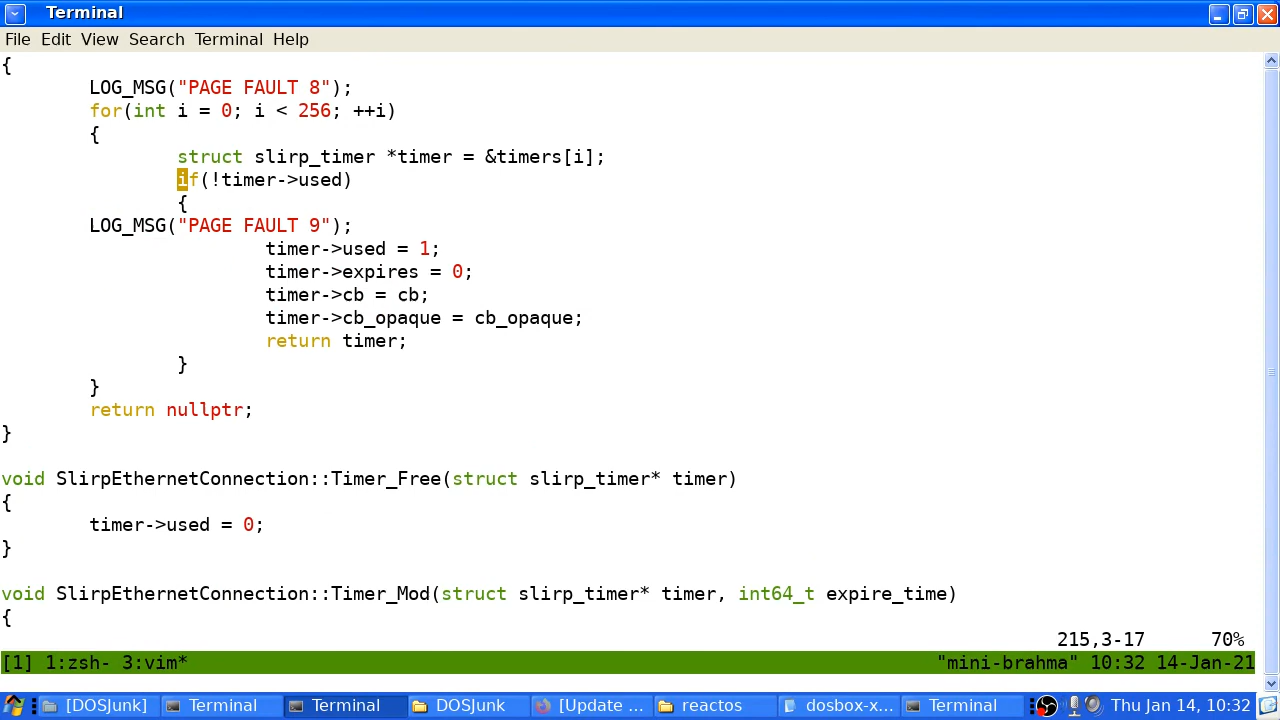 Terminal
File Edit View Search Terminal Help
{
LOG_MSG("PAGE FAULT 8");
for(int i = 0; i < 256; ++i)
{
struct slirp_timer *timer = &timers[i];
if(!timer->used)
{
LOG_MSG("PAGE FAULT 9");
timer->used = 1;
timer->expires = 0;
timer->cb = cb;
timer->cb_opaque = cb_opaque;
return timer;
}
}
return nullptr;
}
void SlirpEthernetConnection::Timer_Free(struct slirp_timer* timer)
{
timer->used = 0;
}
void SlirpEthernetConnection::Timer_Mod(struct slirp_timer* timer, int64_t expire_time)
{
215,3-17 70%
[1] 1:zsh- 3:vim* "mini-brahma" 10:32 14-Jan-21
[DOSJunk] Terminal Terminal DOSJunk [Update ... reactos dosbox-x... Terminal Thu Jan 14, 10:32